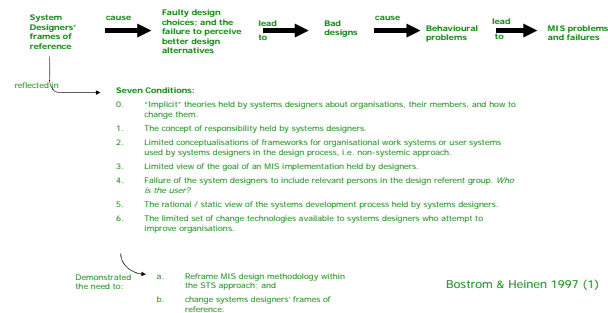 System
Designers'
frames of
reference
cause
Faulty design
choices; and the
failure to perceive
better design
alternatives
lead
to
Bad
designs
cause
Behavioural
problems
lead
to
MIS problems
and failures
reflected in
Seven Conditions:
0. "Implicit" theories held by systems designers about organisations, their members, and how to
change them.
1. The concept of responsibility held by systems designers.
2. Limited conceptualisations of frameworks for organisational work systems or user systems
used by systems designers in the design process, i.e. non-systemic approach.
3. Limited view of the goal of an MIS implementation held by designers.
4. Failure of the system designers to include relevant persons in the design referent group. Who
is the user?
5. The rational / static view of the systems development process held by systems designers.
6. The limited set of change technologies available to systems designers who attempt to
improve organisations.
Demonstrated
the need to:
a. Reframe MIS design methodology within
the STS approach; and
b. change systems designers' frames of
reference.
Bostrom & Heinen 1997 (1)